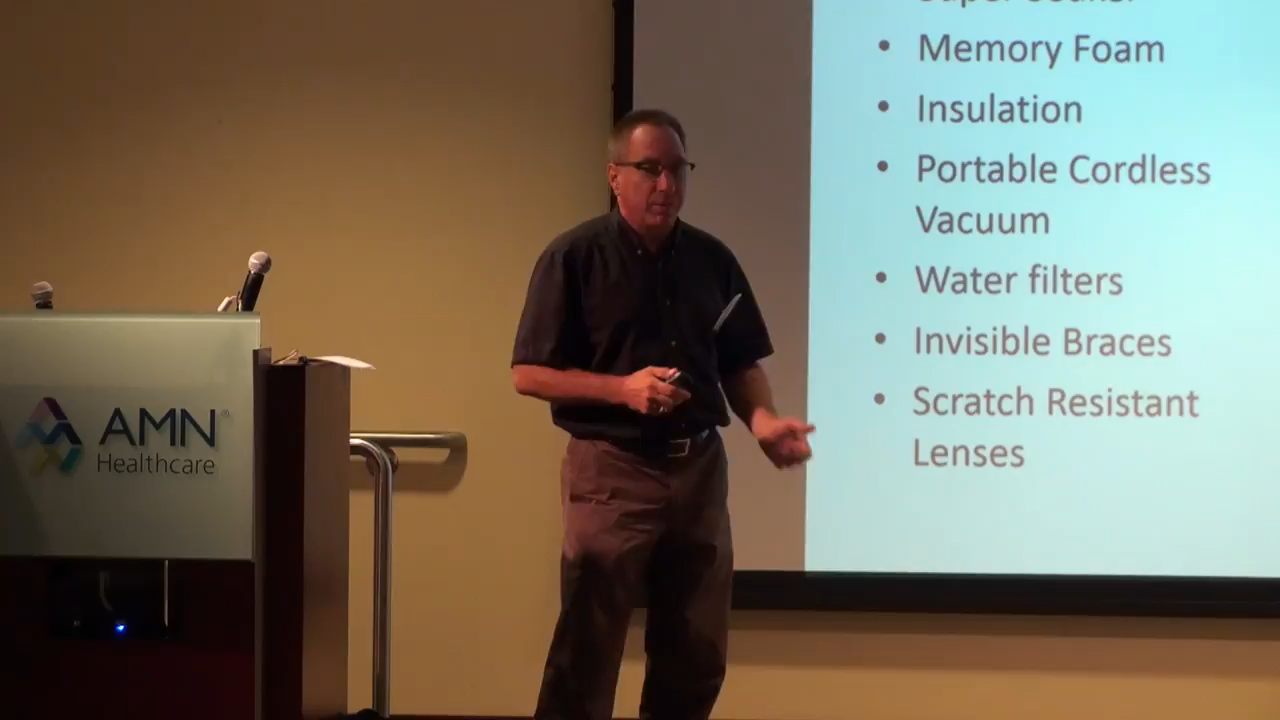 Memory Foam
Insulation
Portable Cordless
Vacuum
Water filters
Invisible Braces
Scratch Resistant
Lenses
AMN®
Healthcare